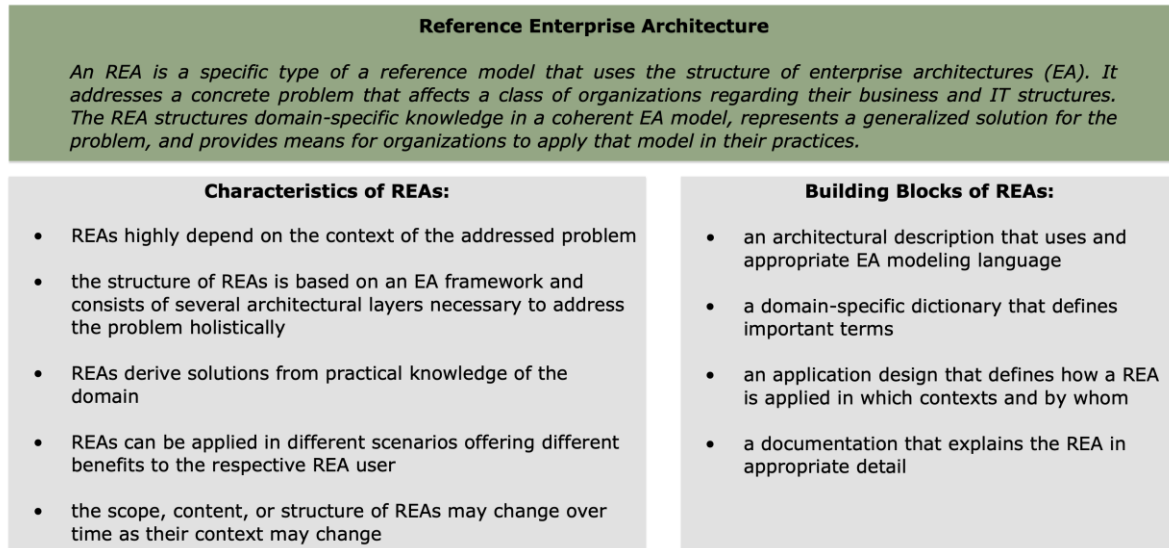 Reference Enterprise Architecture
An REA is a specific type of a reference model that uses the structure of enterprise architectures (EA). It
addresses a concrete problem that affects a class of organizations regarding their business and IT structures.
The REA structures domain-specific knowledge in a coherent EA model, represents a generalized solution for the
problem, and provides means for organizations to apply that model in their practices.
Characteristics of REAs:
• REAs highly depend on the context of the addressed problem
• the structure of REAs is based on an EA framework and
consists of several architectural layers necessary to address
the problem holistically
• REAs derive solutions from practical knowledge of the
domain
• REAs can be applied in different scenarios offering different
benefits to the respective REA user
• the scope, content, or structure of REAs may change over
time as their context may change
Building Blocks of REAs:
• an architectural description that uses and
appropriate EA modeling language
• a domain-specific dictionary that defines
important terms
• an application design that defines how a REA
is applied in which contexts and by whom
• a documentation that explains the REA in
appropriate detail